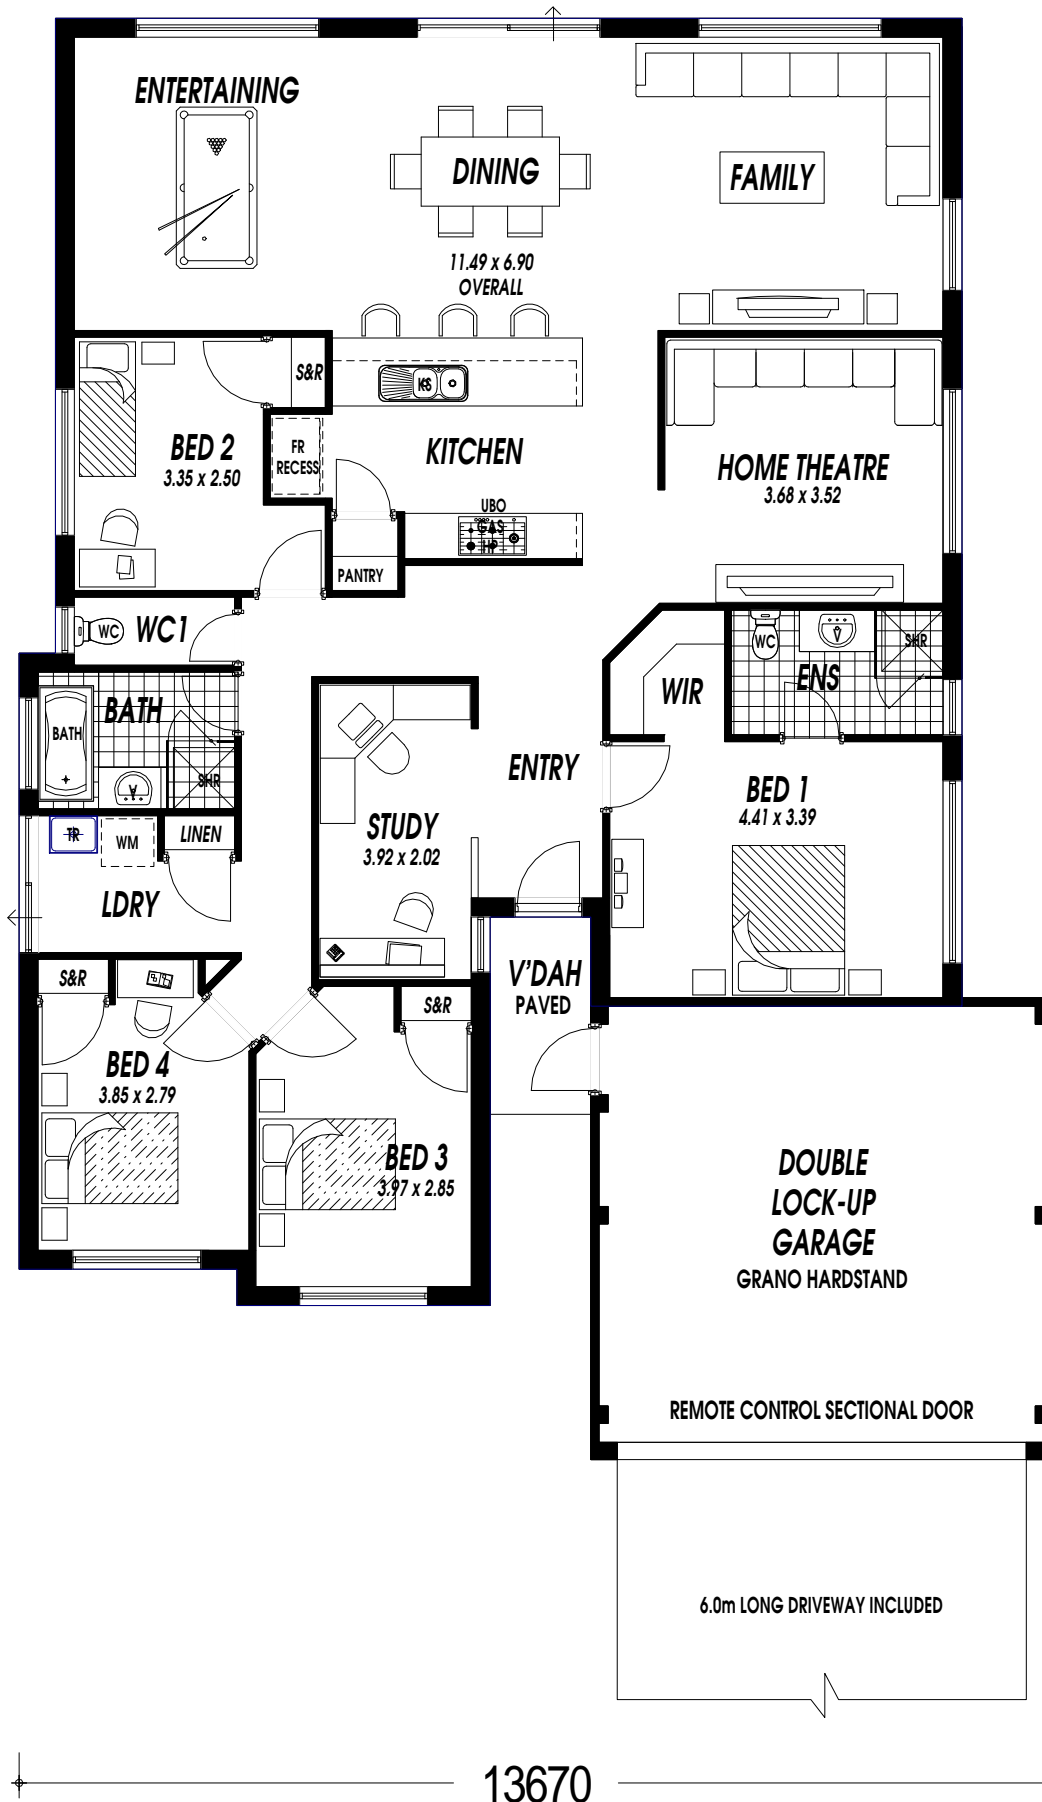 ENTERTAINING
DINING
FAMILY
11.49 x 6.90
OVERALL
S&R
KS
BED 2
3.35 x 2.50
FR
RECESS
KITCHEN
HOME THEATRE
3.68 x 3.52
UBO
GAS
HP
PANTRY
WC
WC1
WC
SHR
ENS
WIR
BATH
BATH
SHR
ENTRY
BED 1
4.41 x 3.39
STUDY
3.92 x 2.02
TR
WM
LINEN
LDRY
S&R
V'DAH
PAVED
S&R
BED 4
3.85 x 2.79
BED 3
3.97 x 2.85
DOUBLE
LOCK-UP
GARAGE
GRANO HARDSTAND
REMOTE CONTROL SECTIONAL DOOR
6.0m LONG DRIVEWAY INCLUDED
13670